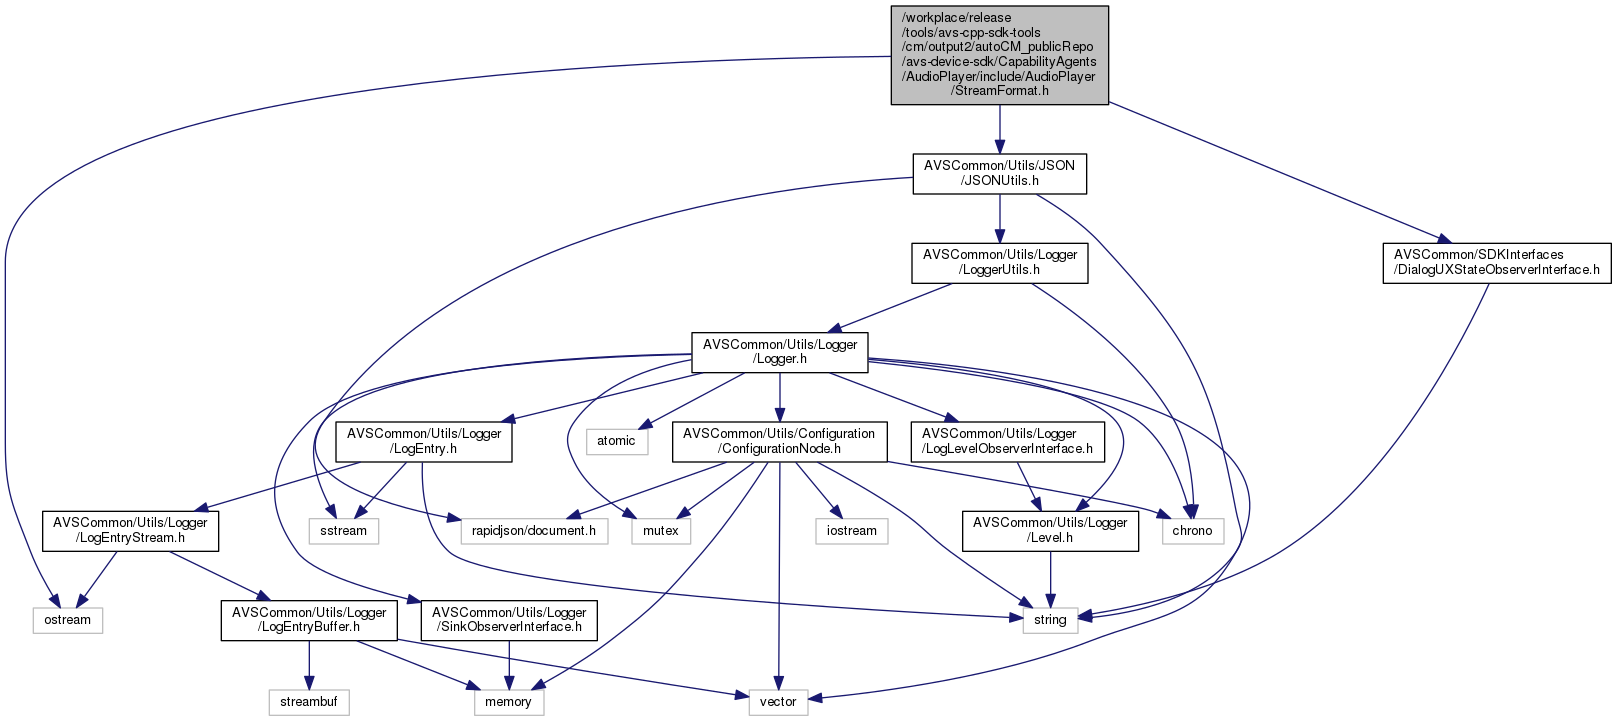 /workplace/release
/tools/avs-cpp-sdk-tools
/cm/output2/autoCM_publicRepo
/avs-device-sdk/CapabilityAgents
/AudioPlayer/include/AudioPlayer
/StreamFormat.h
AVSCommon/Utils/JSON
/JSONUtils.h
AVSCommon/Utils/Logger
/LoggerUtils.h
AVSCommon/SDKInterfaces
/DialogUXStateObserverInterface.h
AVSCommon/Utils/Logger
/Logger.h
AVSCommon/Utils/Logger
/LogEntry.h
atomic
AVSCommon/Utils/Configuration
/ConfigurationNode.h
AVSCommon/Utils/Logger
/LogLevelObserverInterface.h
AVSCommon/Utils/Logger
/LogEntryStream.h
sstream
rapidjson/document.h
mutex
iostream
AVSCommon/Utils/Logger
/Level.h
chrono
ostream
AVSCommon/Utils/Logger
/LogEntryBuffer.h
AVSCommon/Utils/Logger
/SinkObserverInterface.h
string
streambuf
memory
vector